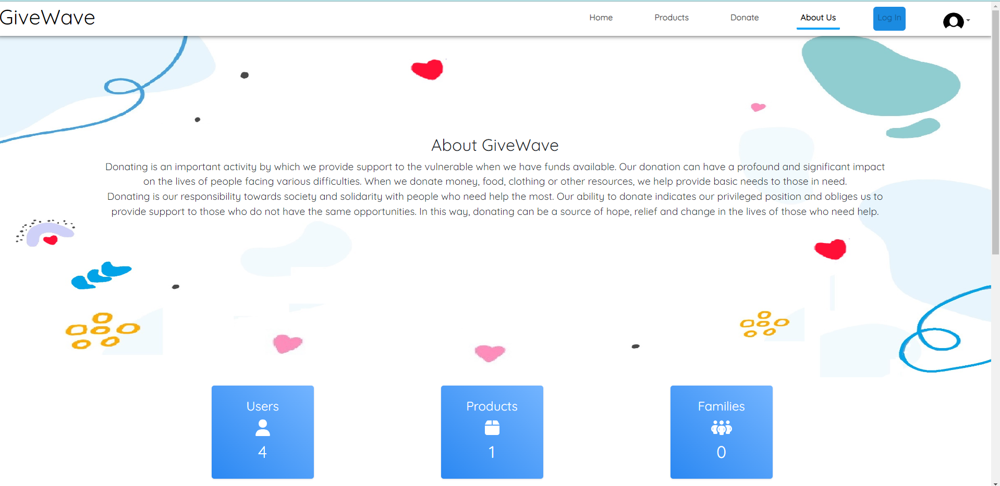 GiveWave
Home
Products
Donate
About Us
Log In
About GiveWave
Donating is an important activity by which we provide support to the vulnerable when we have funds available. Our donation can have a profound and significant impact
on the lives of people facing various difficulties. When we donate money, food, clothing or other resources, we help provide basic needs to those in need.
Donating is our responsibility towards society and solidarity with people who need help the most. Our ability to donate indicates our privileged position and obliges us to
provide support to those who do not have the same opportunities. In this way, donating can be a source of hope, relief and change in the lives of those who need help.
Users
4
Products
1
Families
0